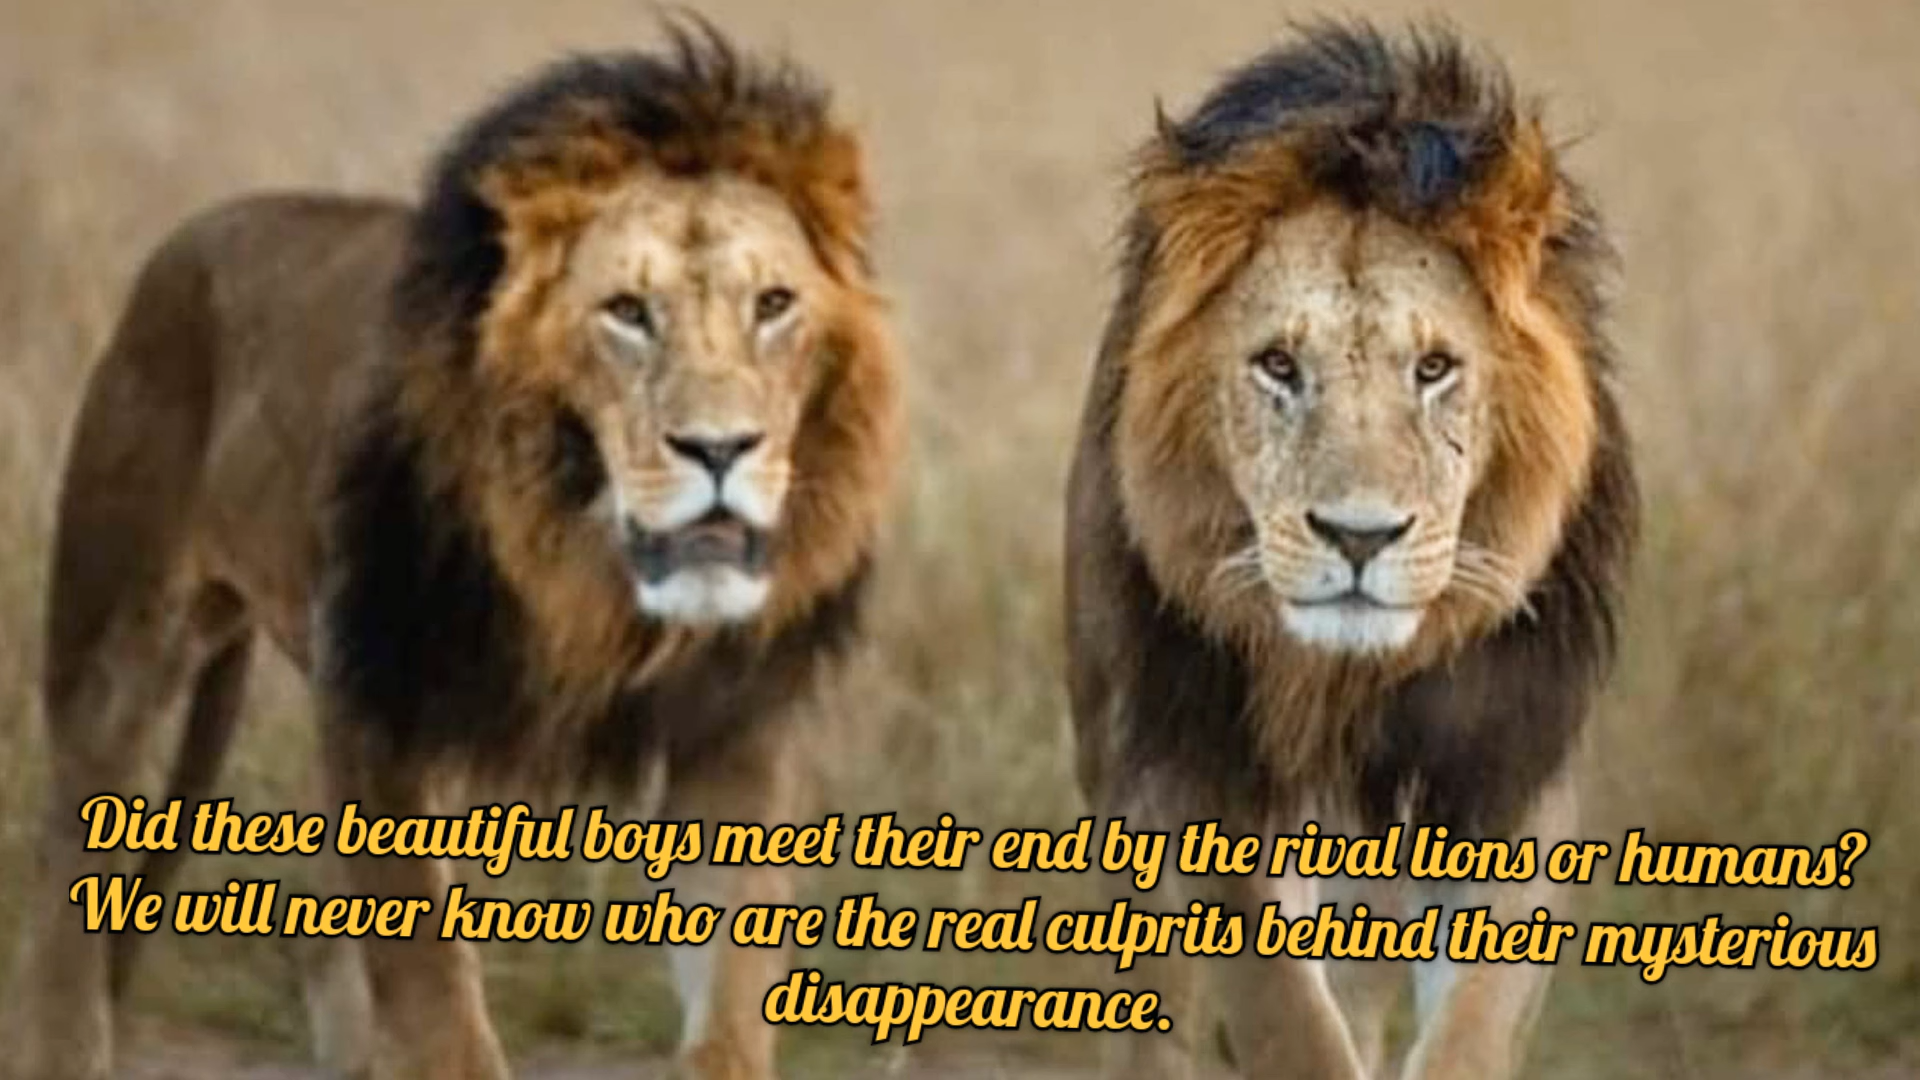 Did these beautiful boys meet their end by the rival lions or humans?
We will never know who are the real culprits behind their mysterious
disappearance.